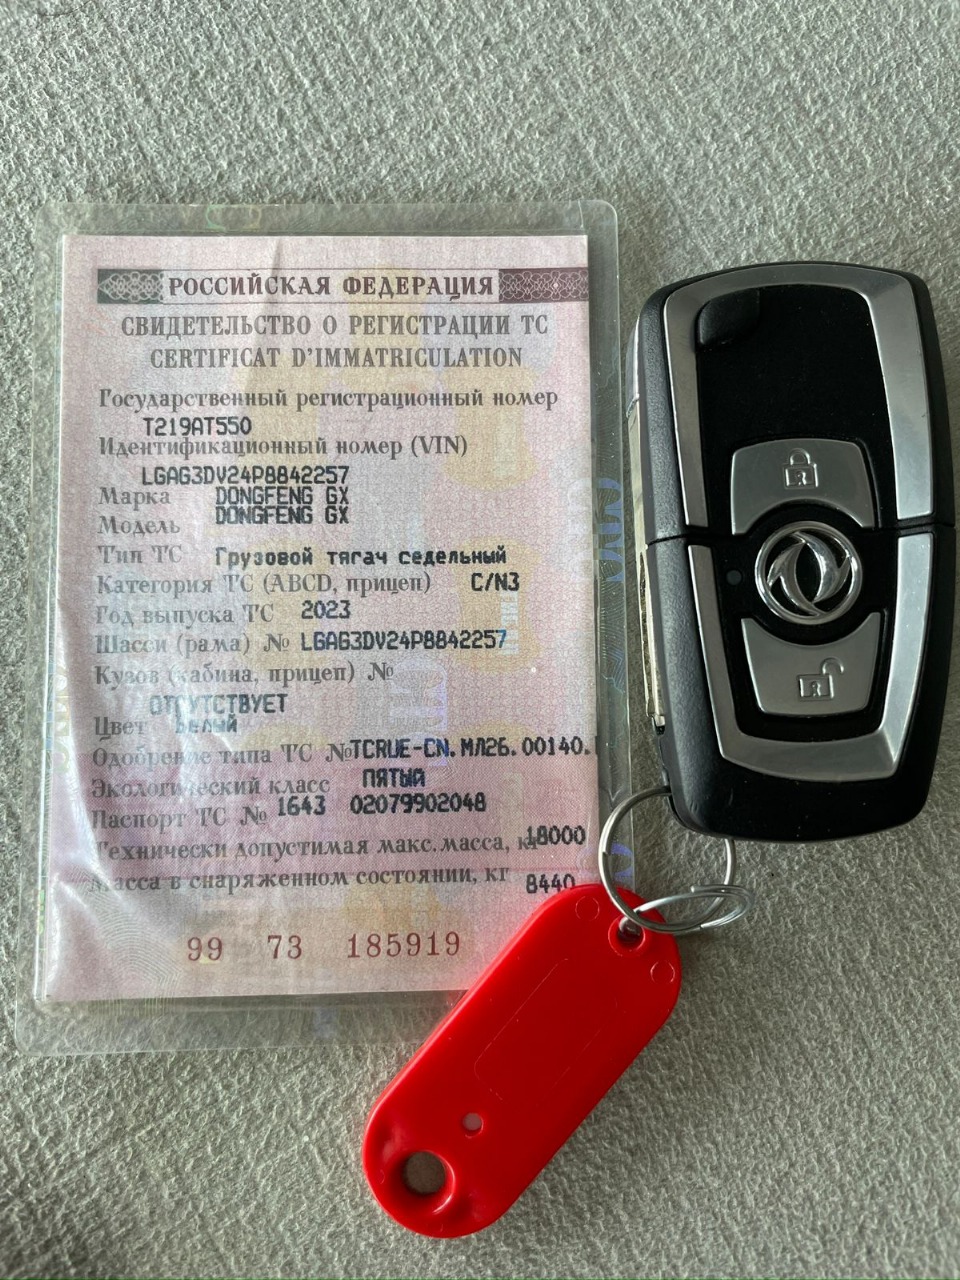 РОССИЙСКАЯ ФЕДЕРАЦИЯ
СВИДЕТЕЛЬСТВО О РЕГИСТРАЦИИ ТС
CERTIFICAT D'IMMATRICULATION
Государственный регистрационный номер
Т219АТ550
Идентификационный номер (VIN)
LGAG3DV24P8842257
Марка DONGFENG GX
Модель DONGFENG GX
Тип ТС Грузовой тягач седельный
Категория ТС (ABCD, прицеп) C/N3
Год выпуска ТС 2023
Шасси (рама) № LGAG3DV24P8842257
Кузов (кабина, прицеп) №
ОТСУТСТВУЕТ
Цвет Белый
Одобрение типа ТС №ТСRUЕ-CN.МЛ26.00140.
Экологический класс ПЯТЫЙ
Паспорт ТС № 1643 02079902048
Технически допустимая макс.масса, кг 18000
Масса в снаряженном состоянии, кг 8440
99 73 185919